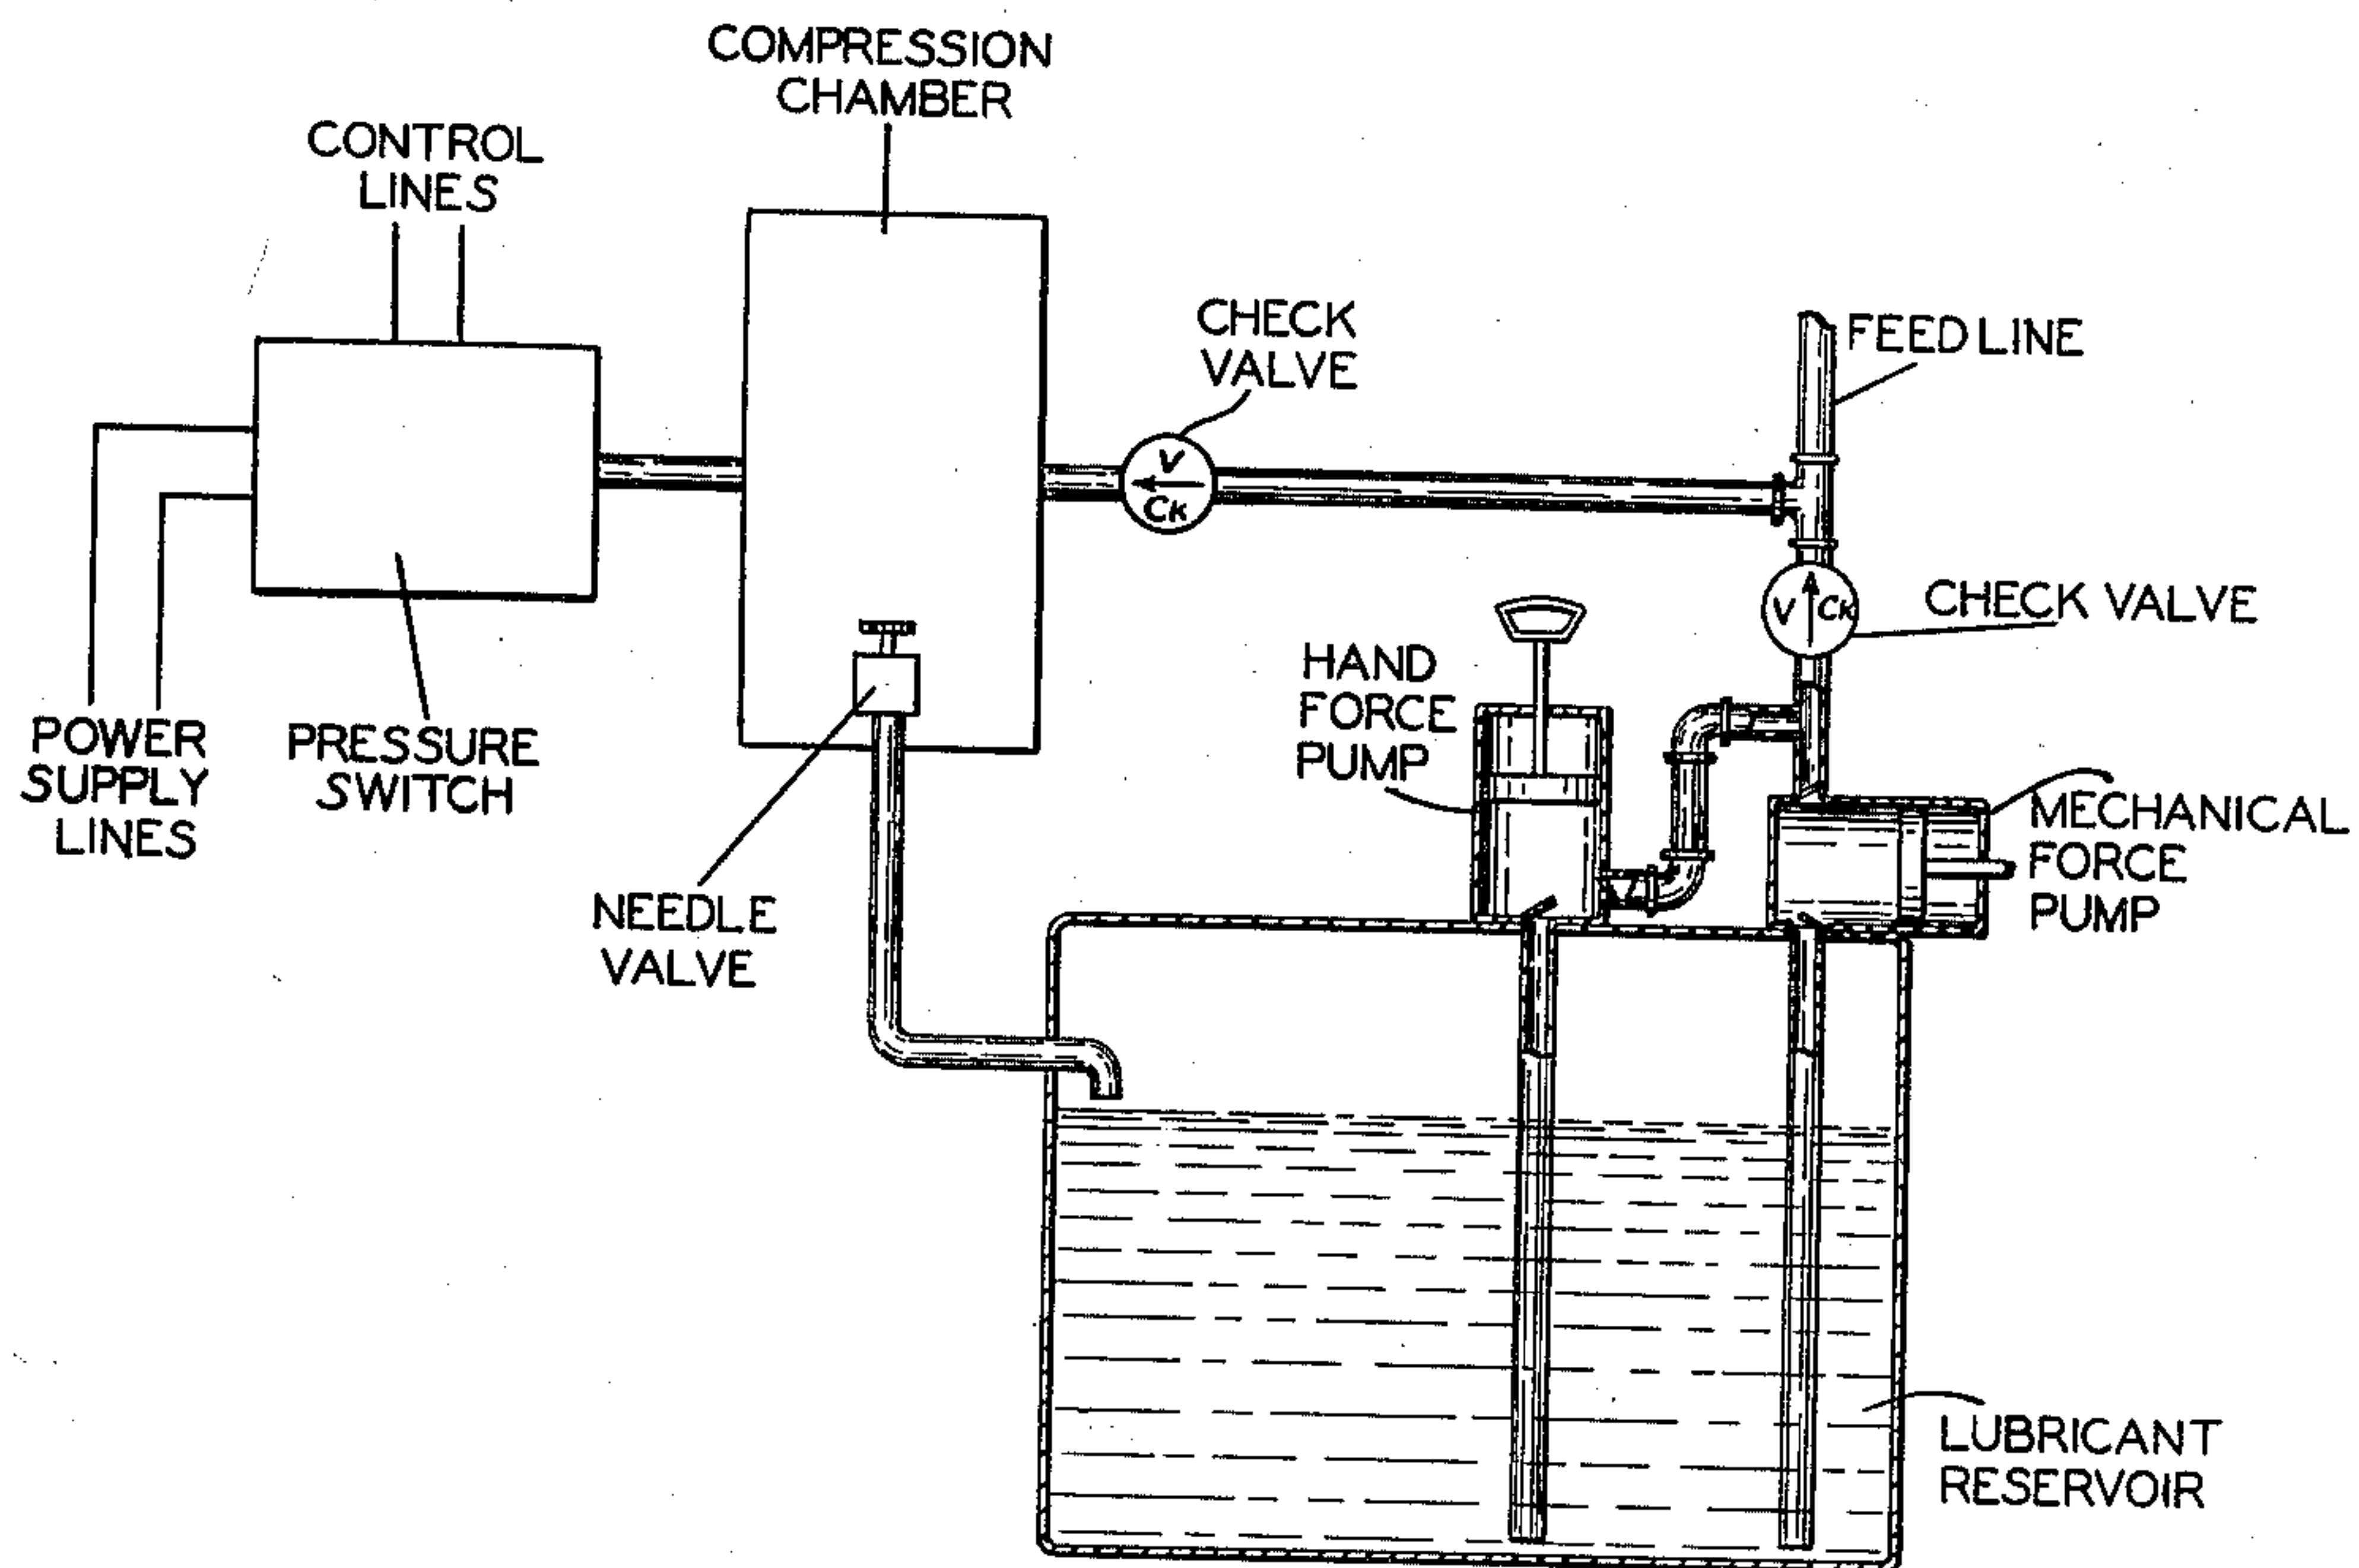 COMPRESSION
CHAMBER
CONTROL
LINES
CHECK
VALVE
FEED LINE
V
CK
V CK
CHECK VALVE
HAND
FORCE
PUMP
POWER
SUPPLY
LINES
PRESSURE
SWITCH
MECHANICAL
FORCE
PUMP
NEEDLE
VALVE
LUBRICANT
RESERVOIR